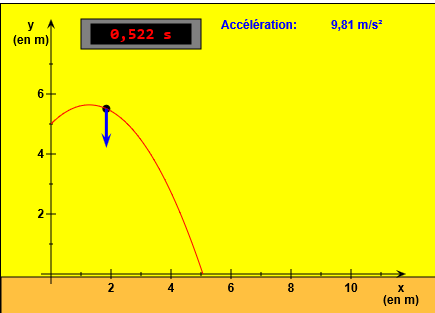 y
(en m)
0,522 s
Accélération: 9,81 m/s²
6
4
2
2 4 6 8 10
x
(en m)